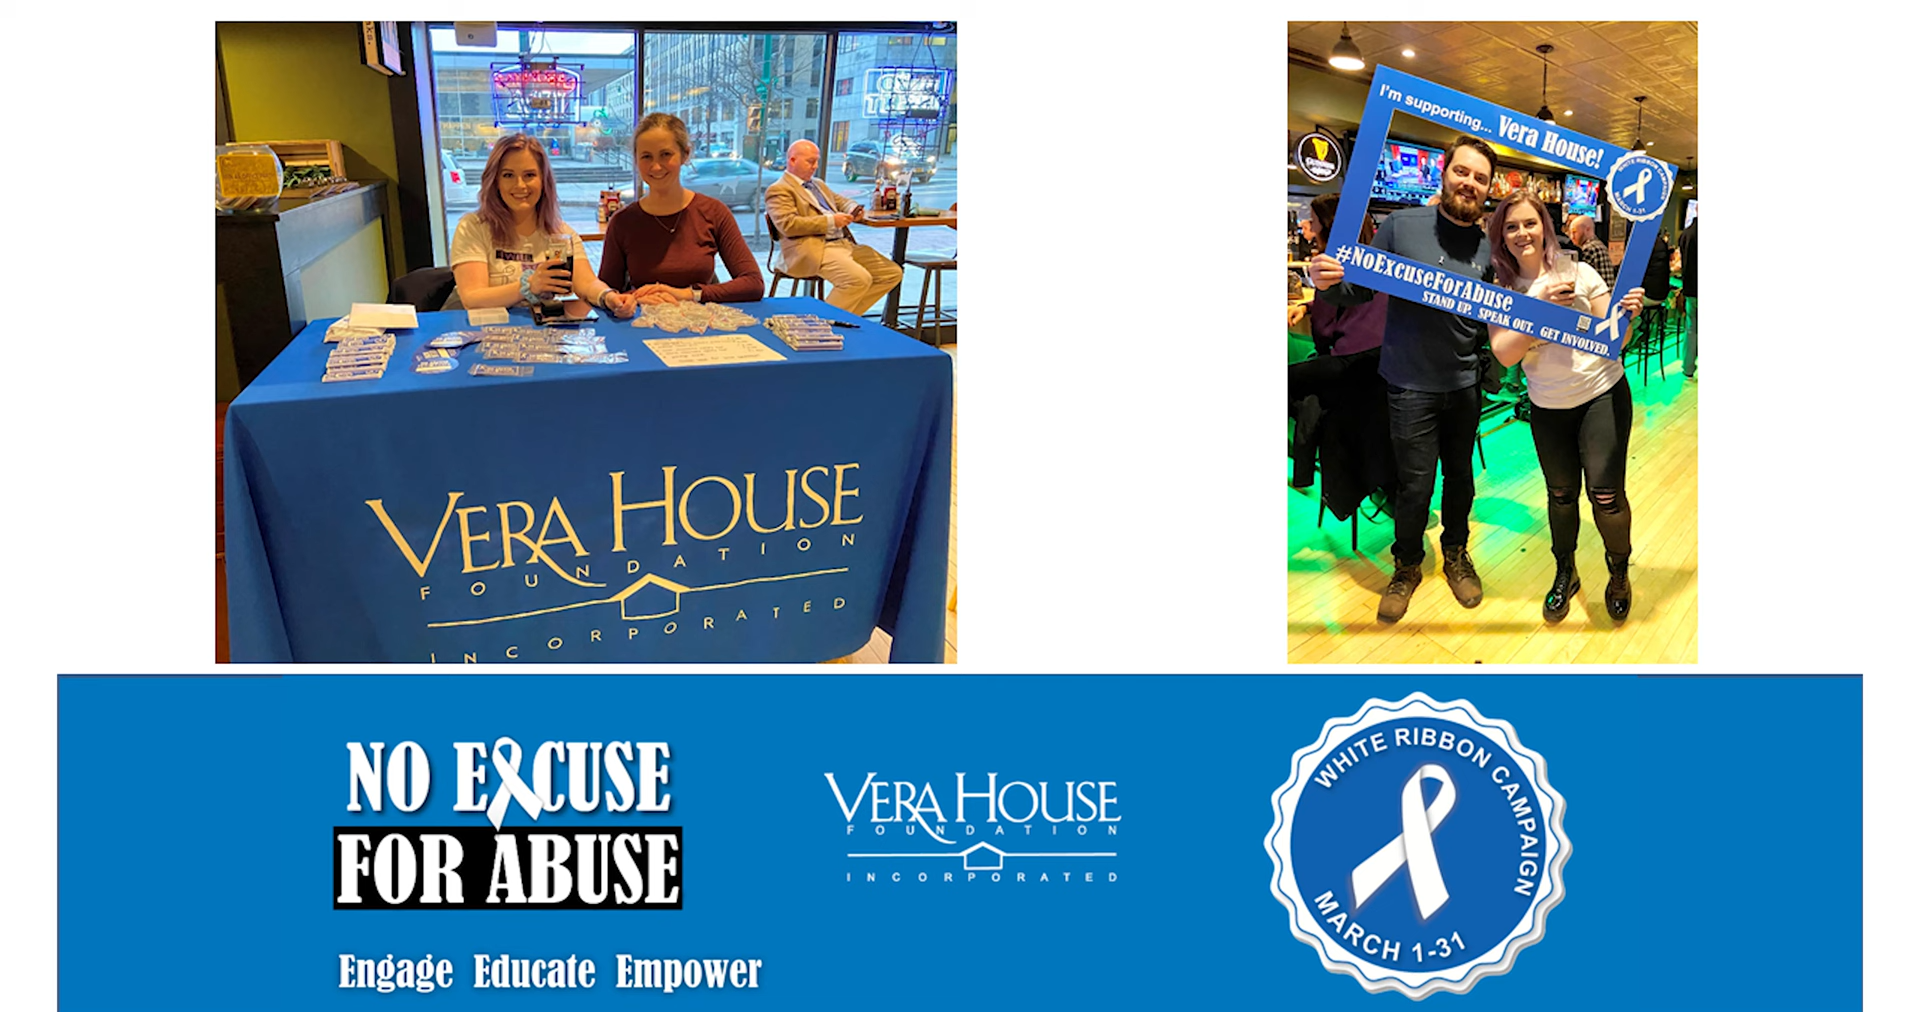 VERA HOUSE
FOUNDATION
INCORPORATED
I'm supporting... Vera House!
WHITE RIBBON CAMPAIGN
MARCH 1-31
#NoExcuseForAbuse
STAND UP. SPEAK OUT. GET INVOLVED.
GUINNESS
NO EXCUSE
FOR ABUSE
Engage Educate Empower
VERA HOUSE
FOUNDATION
INCORPORATED
WHITE RIBBON CAMPAIGN
MARCH 1-31